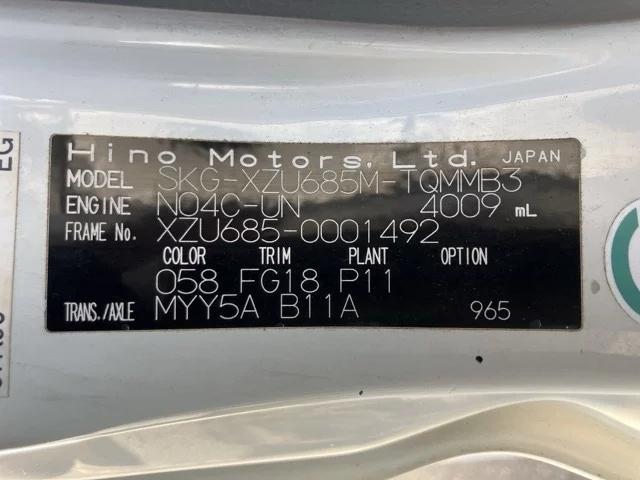 Hino Motors, Ltd. JAPAN
MODEL SKG-XZU685M-TQMMB3
ENGINE N04C-UN 4009 mL
FRAME No. XZU685-0001492
COLOR TRIM PLANT OPTION
058 FG18 P11
TRANS./AXLE MYY5A B11A 965
EG